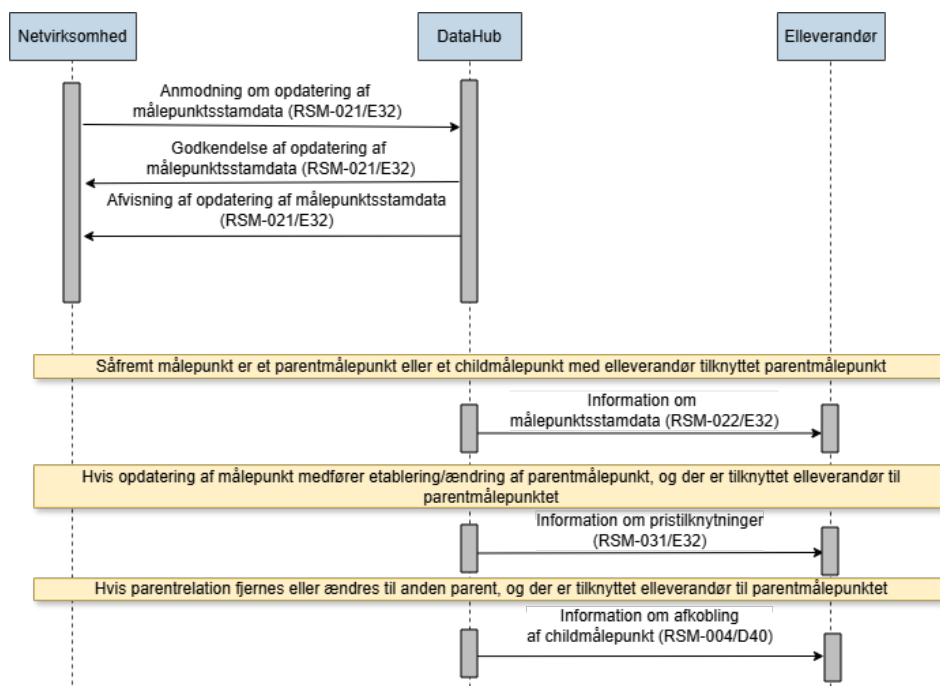 Netvirksomhed
DataHub
Elleverandør
Anmodning om opdatering af
målepunktsstamdata (RSM-021/E32)
Godkendelse af opdatering af
målepunktsstamdata (RSM-021/E32)
Afvisning af opdatering af målepunktsstamdata
(RSM-021/E32)
Såfremt målepunkt er et parentmålepunkt eller et childmålepunkt med elleverandør tilknyttet parentmålepunkt
Information om
målepunktsstamdata (RSM-022/E32)
Hvis opdatering af målepunkt medfører etablering/ændring af parentmålepunkt, og der er tilknyttet elleverandør til
parentmålepunktet
Information om pristilknytninger
(RSM-031/E32)
Hvis parentrelation fjernes eller ændres til anden parent, og der er tilknyttet elleverandør til parentmålepunktet
Information om afkobling
af childmålepunkt (RSM-004/D40)